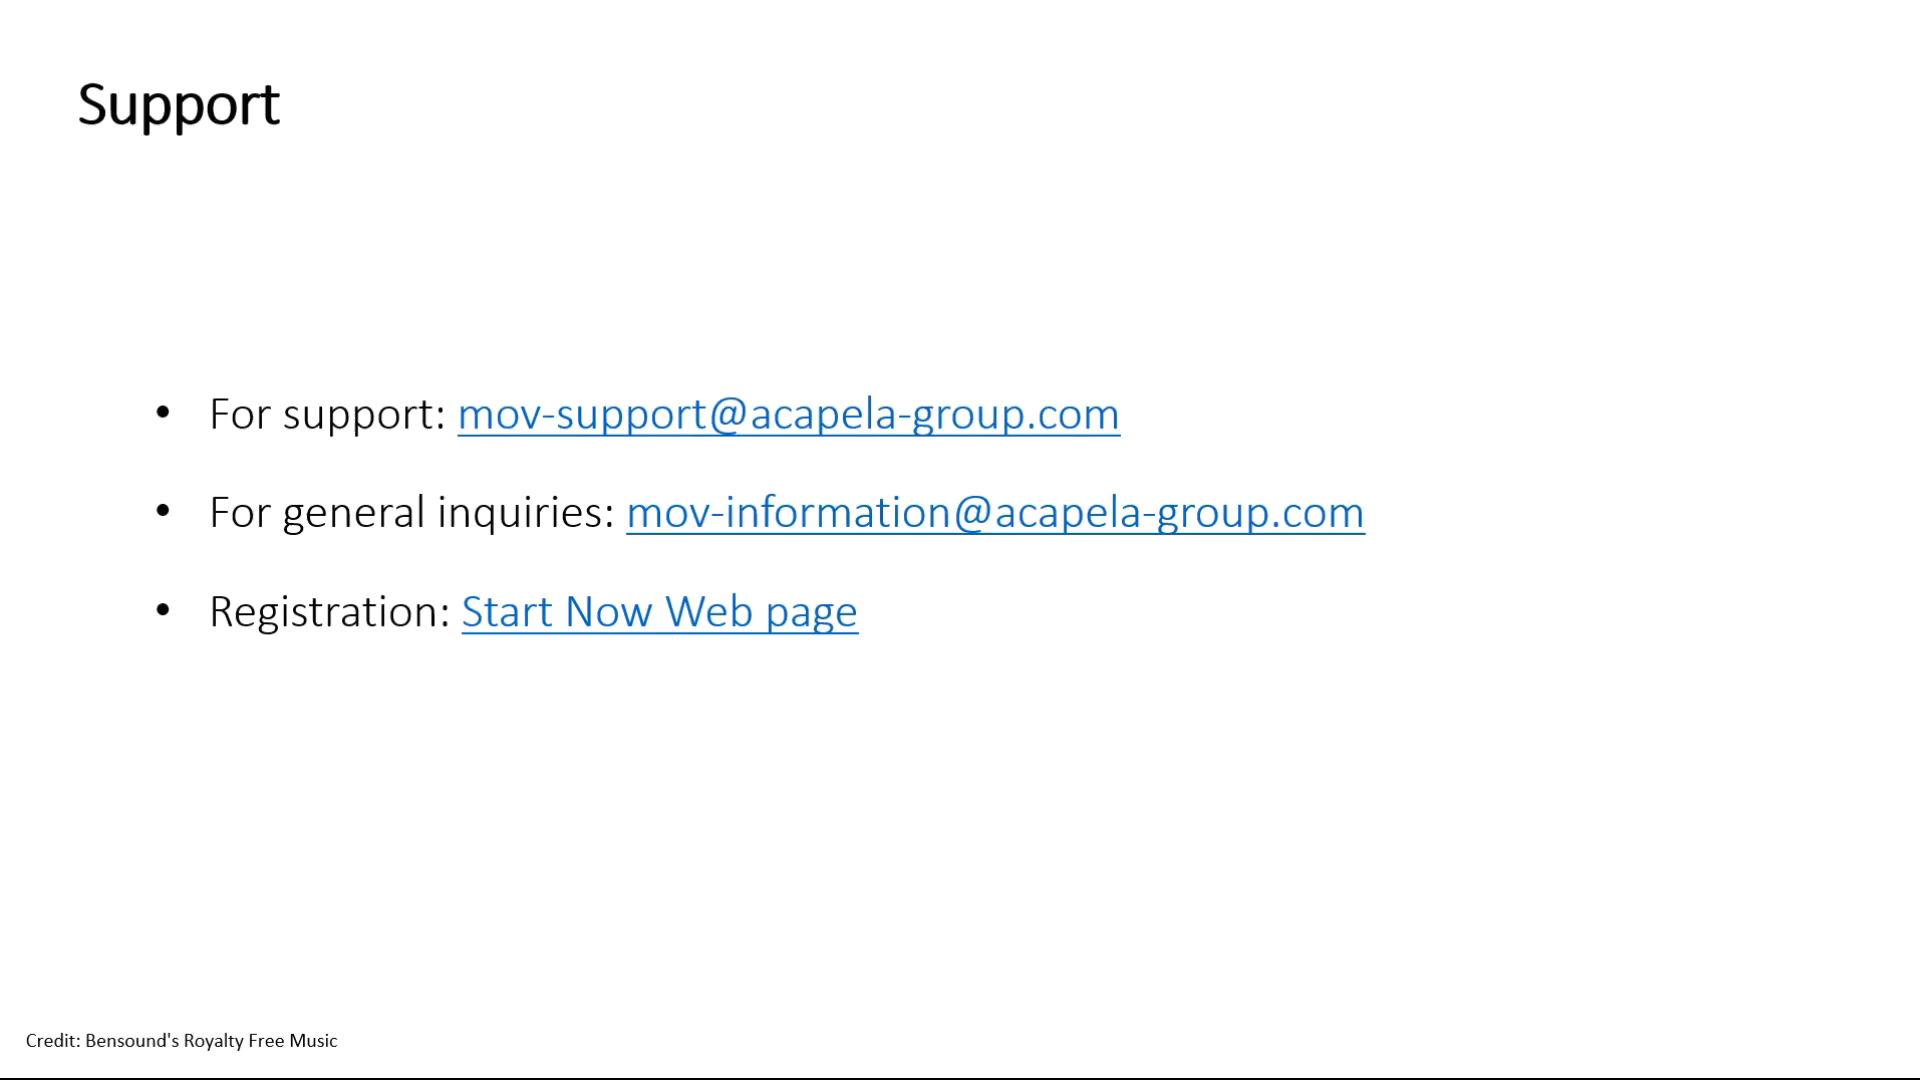 Support
• For support: mov-support@acapela-group.com
• For general inquiries: mov-information@acapela-group.com
• Registration: Start Now Web page
Credit: Bensound's Royalty Free Music